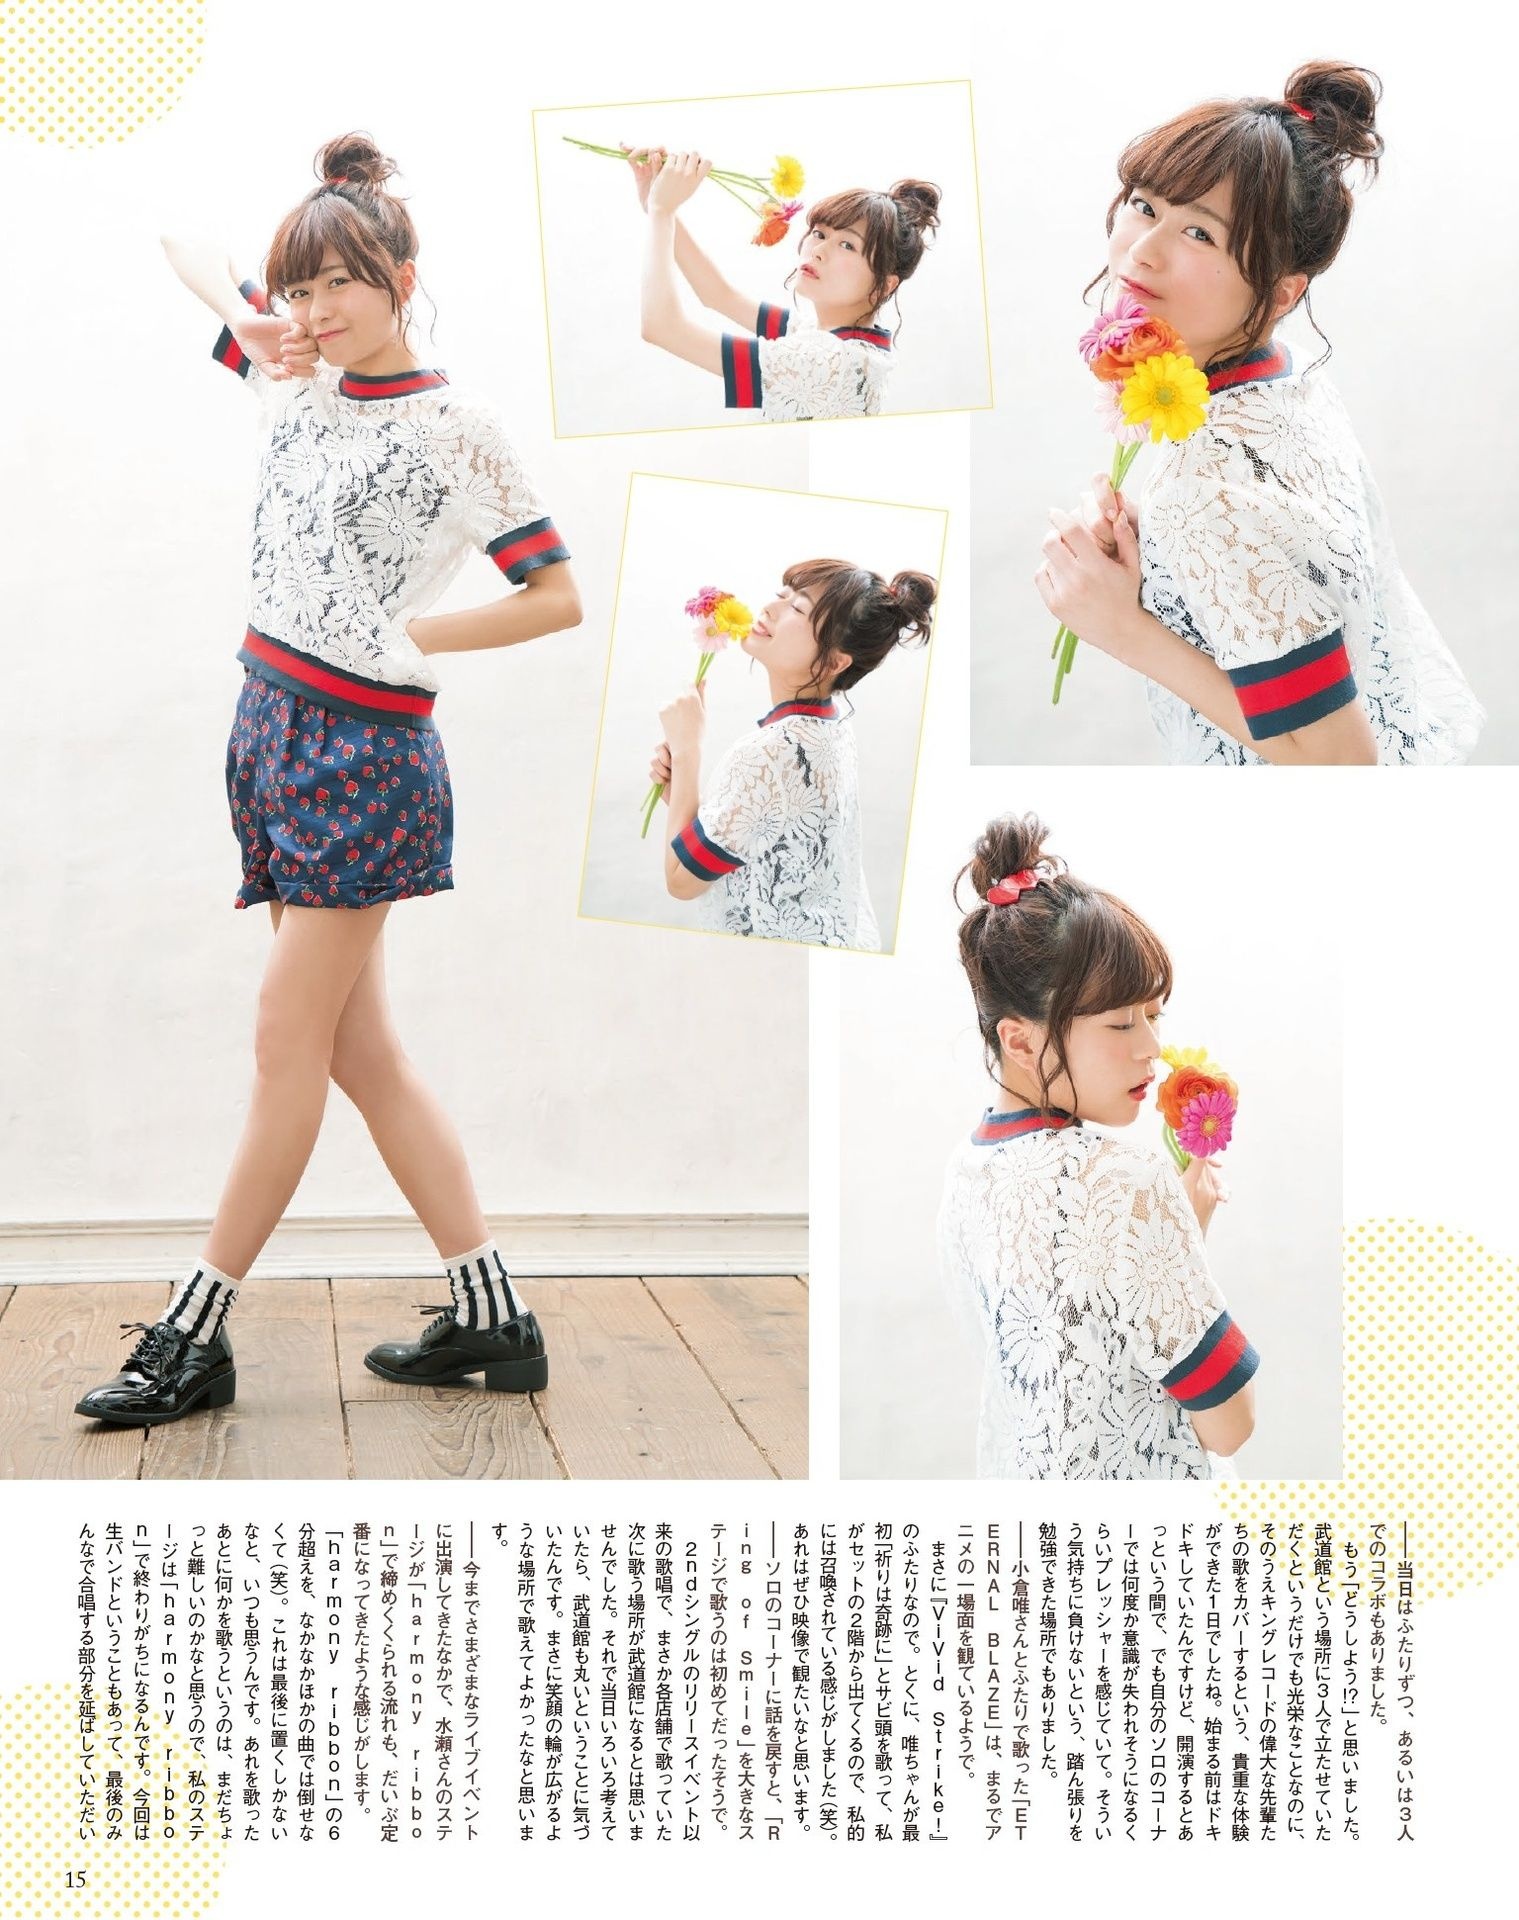 ――当日はふたりずつ、あるいは3人
でのコラボもありました。
　もう「どうしよう!?」と思いました。
武道館という場所に3人で立たせていた
だくというだけでも光栄なことなのに、
そのうえキングレコードの偉大な先輩た
ちの歌をカバーするという、貴重な体験
ができた1日でしたね。始まる前はドキ
ドキしていたんですけど、開演するとあ
っという間で、でも自分のソロのコーナ
ーでは何度か意識が失われそうになるく
らいプレッシャーを感じていて。そうい
う気持ちに負けないという、踏ん張りを
勉強できた場所でもありました。
――小倉唯さんとふたりで歌った「ET
ERNAL BLAZE」は、まるでア
ニメの一場面を観ているようで。
　まさに『ViVid Strike!』
のふたりなので。とくに、唯ちゃんが最
初「祈りは奇跡に」とサビ頭を歌って、私
がセットの2階から出てくるので、私的
には召喚されている感じがしました(笑)。
あれはぜひ映像で観たいなと思います。
――ソロのコーナーに話を戻すと、「R
ing of Smile」を大きなス
テージで歌うのは初めてだったそうで。
　2ndシングルのリリースイベント以
来の歌唱で、まさか各店舗で歌っていた
次に歌う場所が武道館になるとは思いま
せんでした。それで当日いろいろ考えて
いたら、武道館も丸いということに気づ
いたんです。まさに笑顔の輪が広がるよ
うな場所で歌えてよかったなと思いま
す。
――今までさまざまなライブイベント
に出演してきたなかで、水瀬さんのステ
ージが「harmony ribbo
n」で締めくくられる流れも、だいぶ定
番になってきたような感じがします。
　「harmony ribbon」の6
分超えを、なかなかほかの曲では倒せな
くて(笑)。これは最後に置くしかない
なと、いつも思うんです。あれを歌った
あとに何かを歌うというのは、まだちょ
っと難しいのかなと思うので、私のステ
ージは「harmony ribbo
n」で終わりがちになるんです。今回は
生バンドということもあって、最後のみ
んなで合唱する部分を延ばしていただい
15